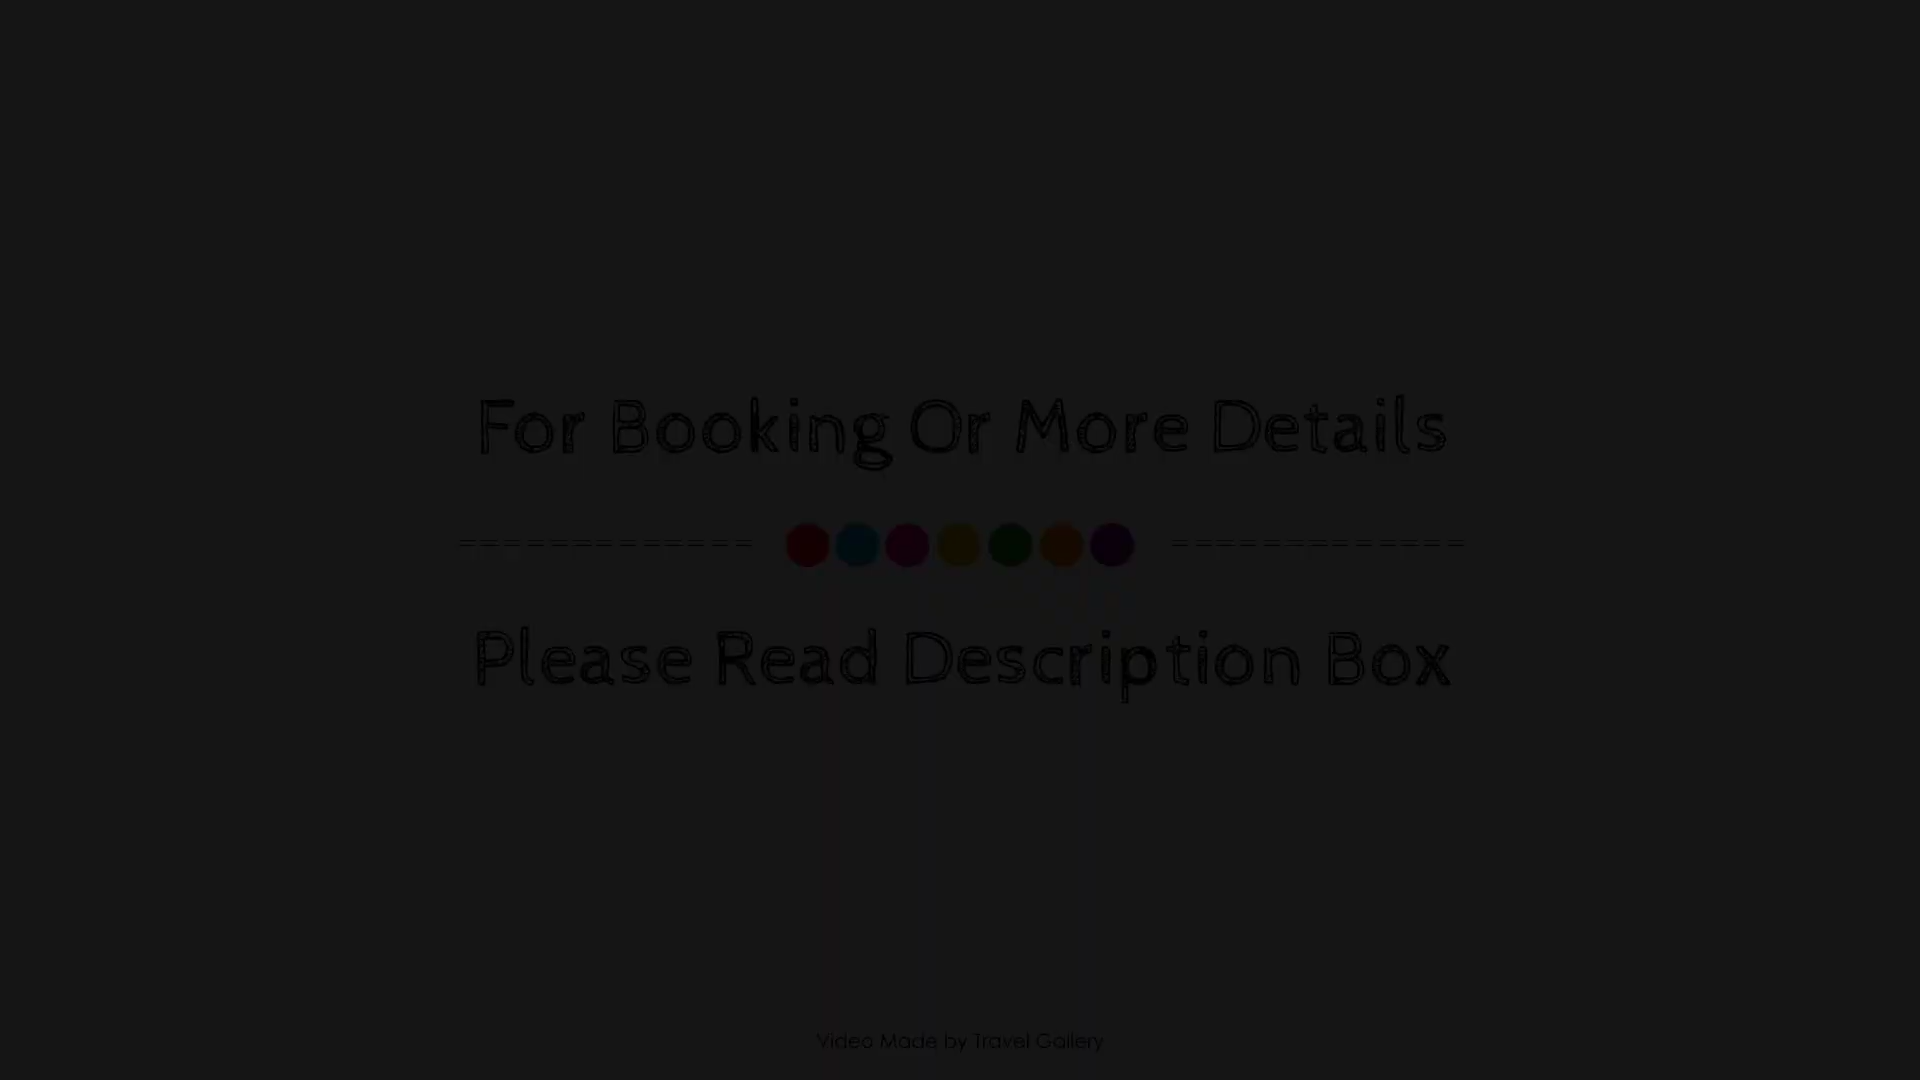 For Booking Or More Details
============= =============
Please Read Description Box
Video Made by Travel Gallery